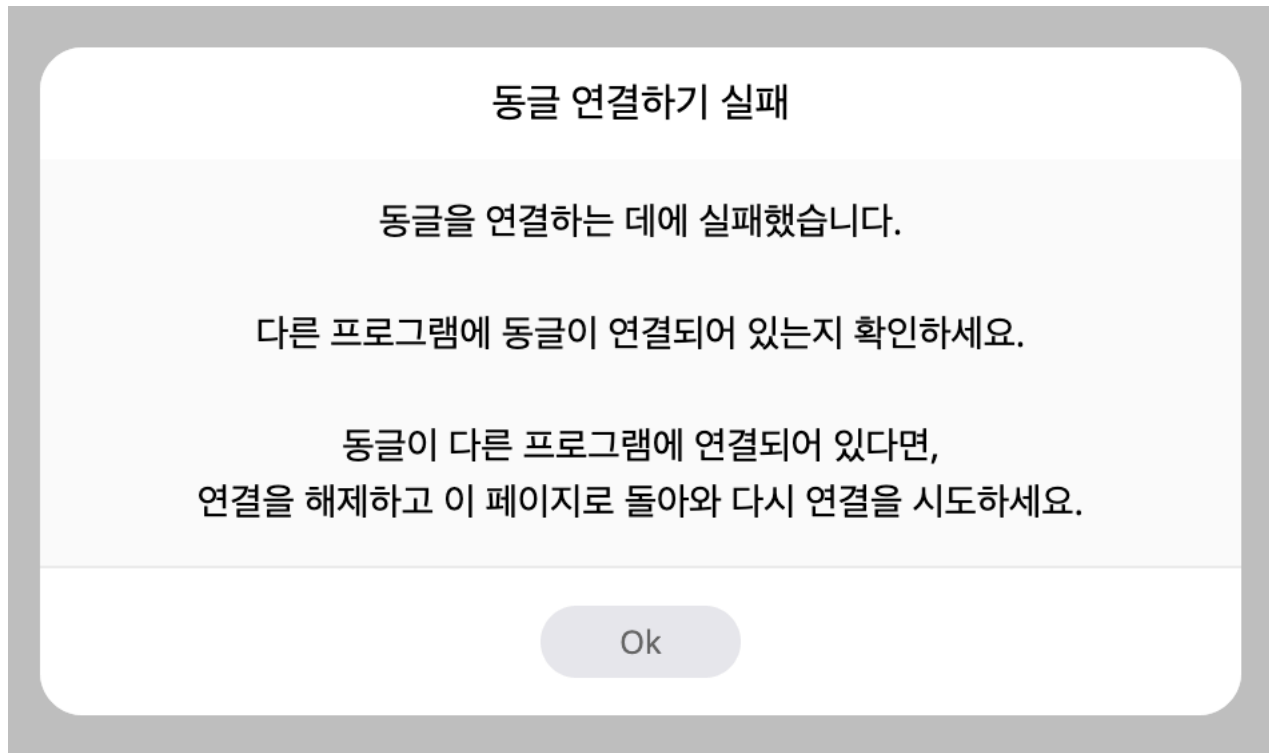 동글 연결하기 실패
동글을 연결하는 데에 실패했습니다.
다른 프로그램에 동글이 연결되어 있는지 확인하세요.
동글이 다른 프로그램에 연결되어 있다면,
연결을 해제하고 이 페이지로 돌아와 다시 연결을 시도하세요.
Ok